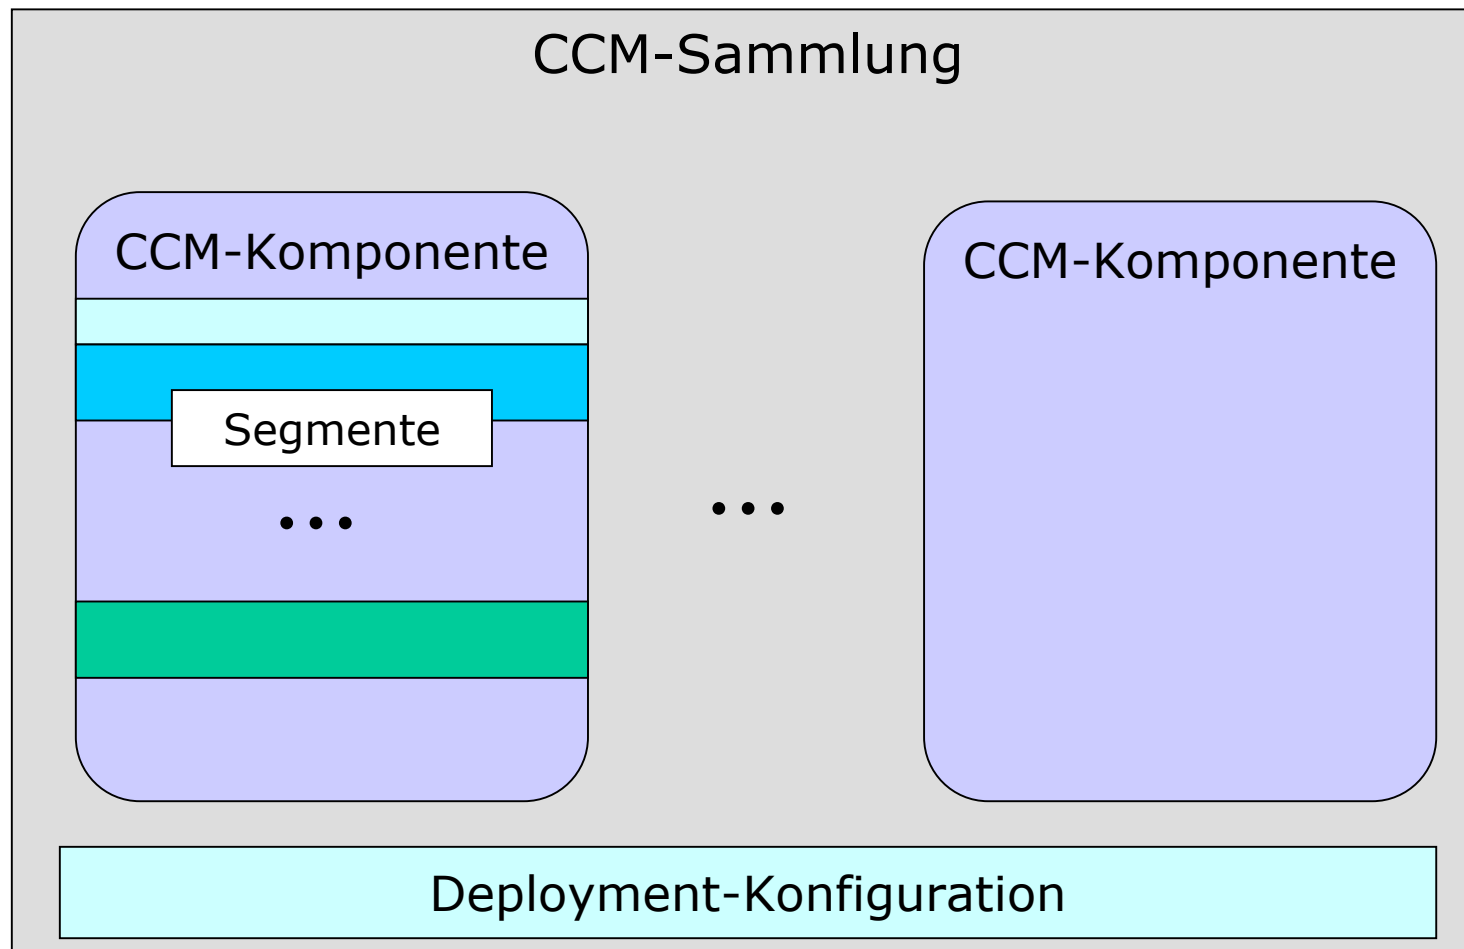 CCM-Sammlung
CCM-Komponente
Segmente
...
...
CCM-Komponente
Deployment-Konfiguration